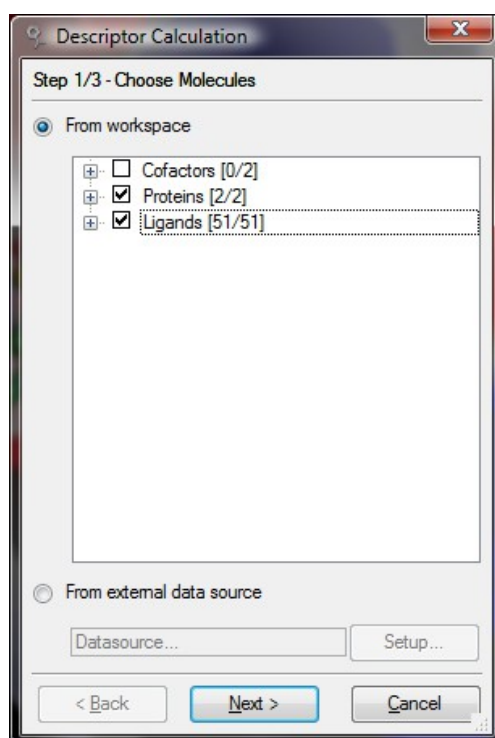 Descriptor Calculation
Step 1/3 - Choose Molecules
From workspace
Cofactors [0/2]
Proteins [2/2]
Ligands [51/51]
From external data source
Datasource... Setup...
< Back Next > Cancel